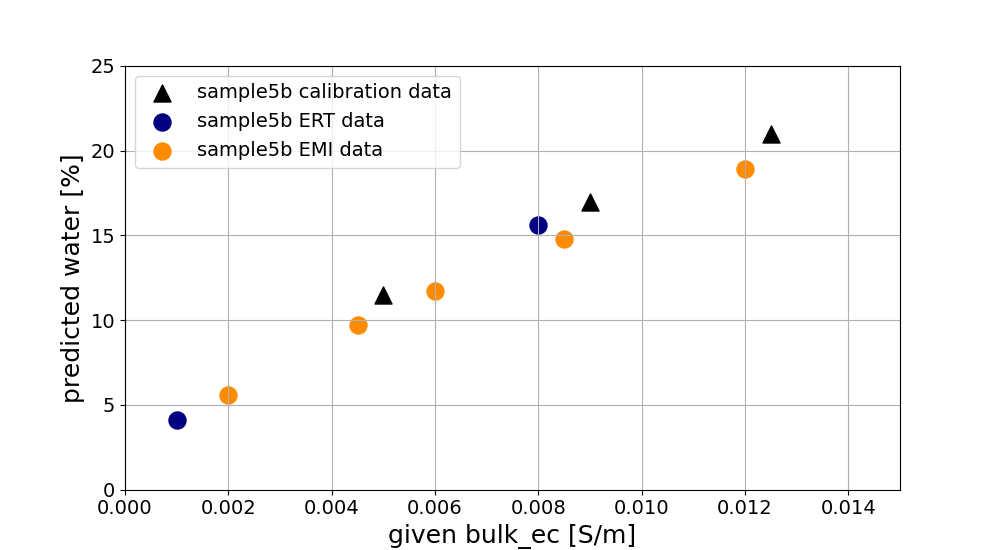 25
20
15
10
5
0
predicted water [%]
sample5b calibration data
sample5b ERT data
sample5b EMI data
0.000 0.002 0.004 0.006 0.008 0.010 0.012 0.014
given bulk_ec [S/m]